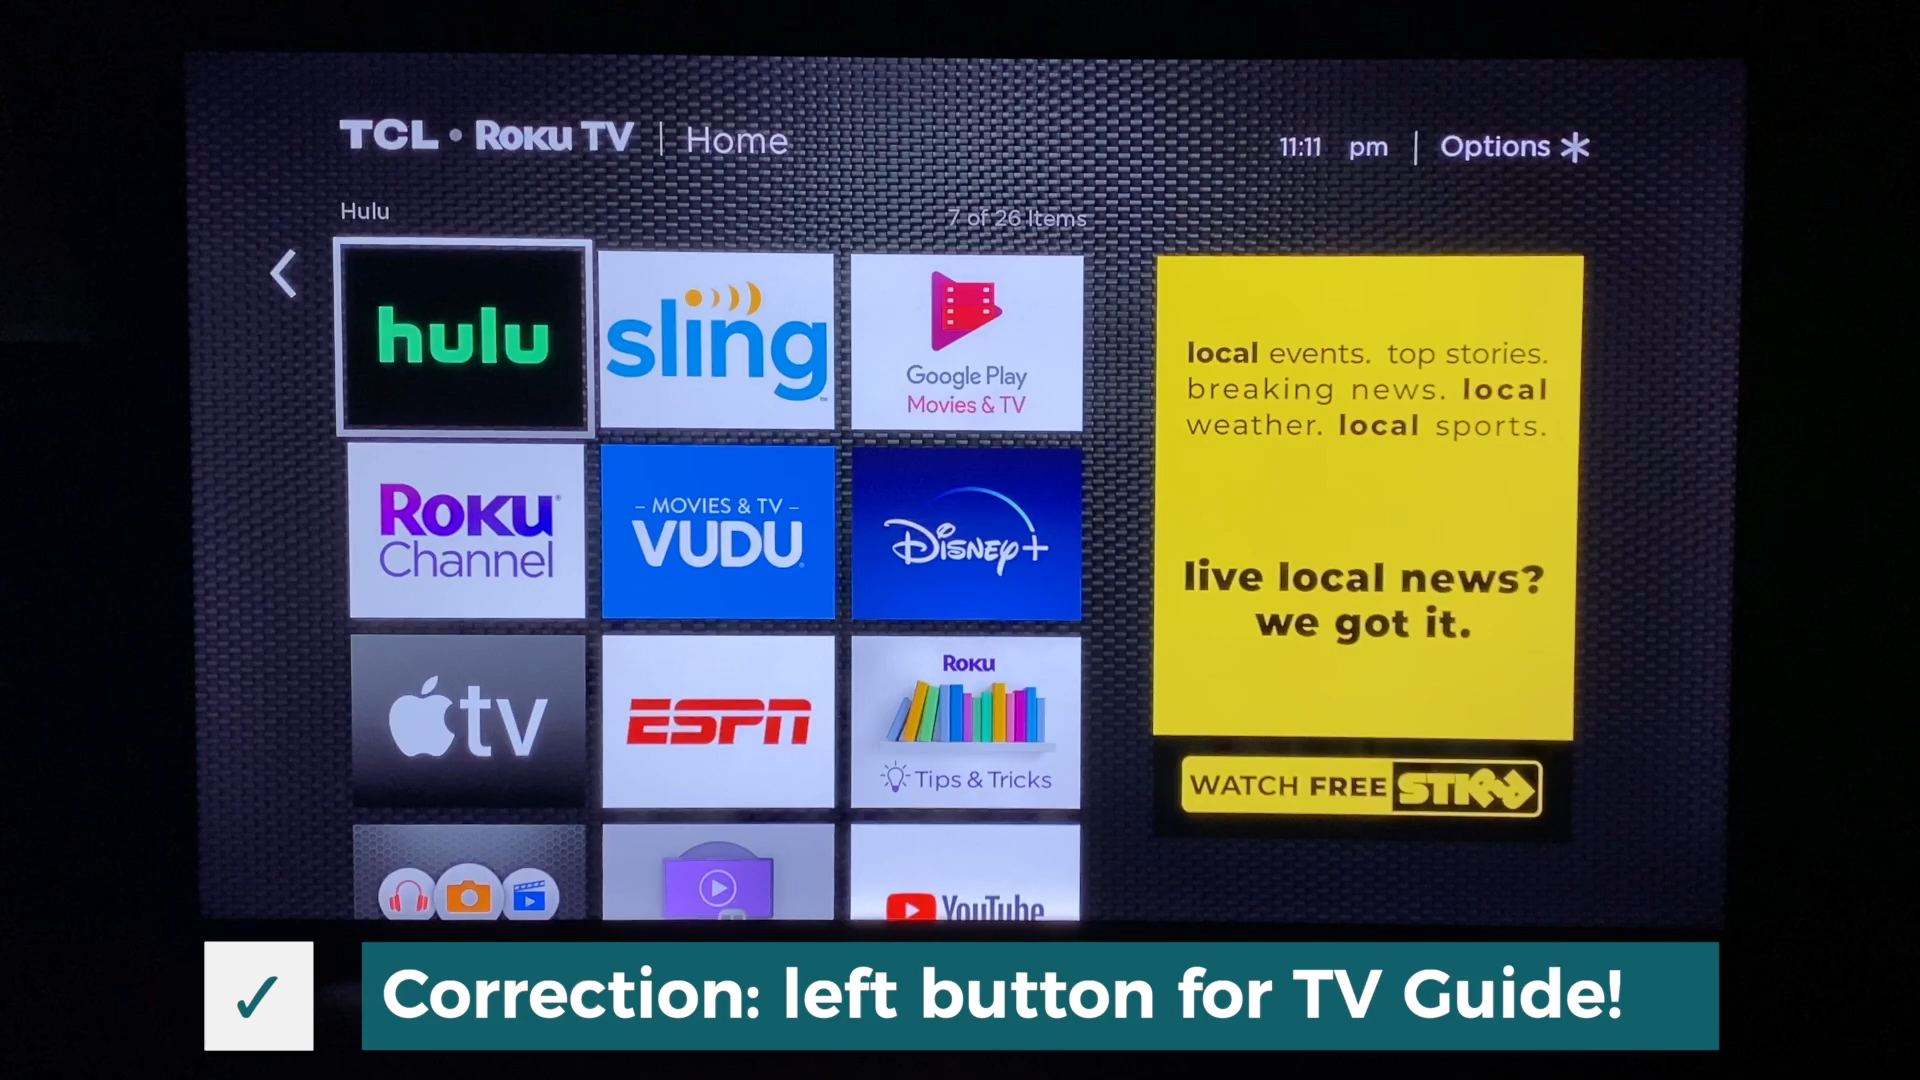 TCL • Roku TV | Home
11:11 pm | Options
Hulu
7 of 26 Items
hulu
sling
Google Play
Movies & TV
Roku
Channel
- MOVIES & TV -
VUDU
Disney+
tv
ESPN
Roku
Tips & Tricks
YouTube
local events. top stories.
breaking news. local
weather. local sports.
live local news?
we got it.
WATCH FREE STIRR
✓ Correction: left button for TV Guide!